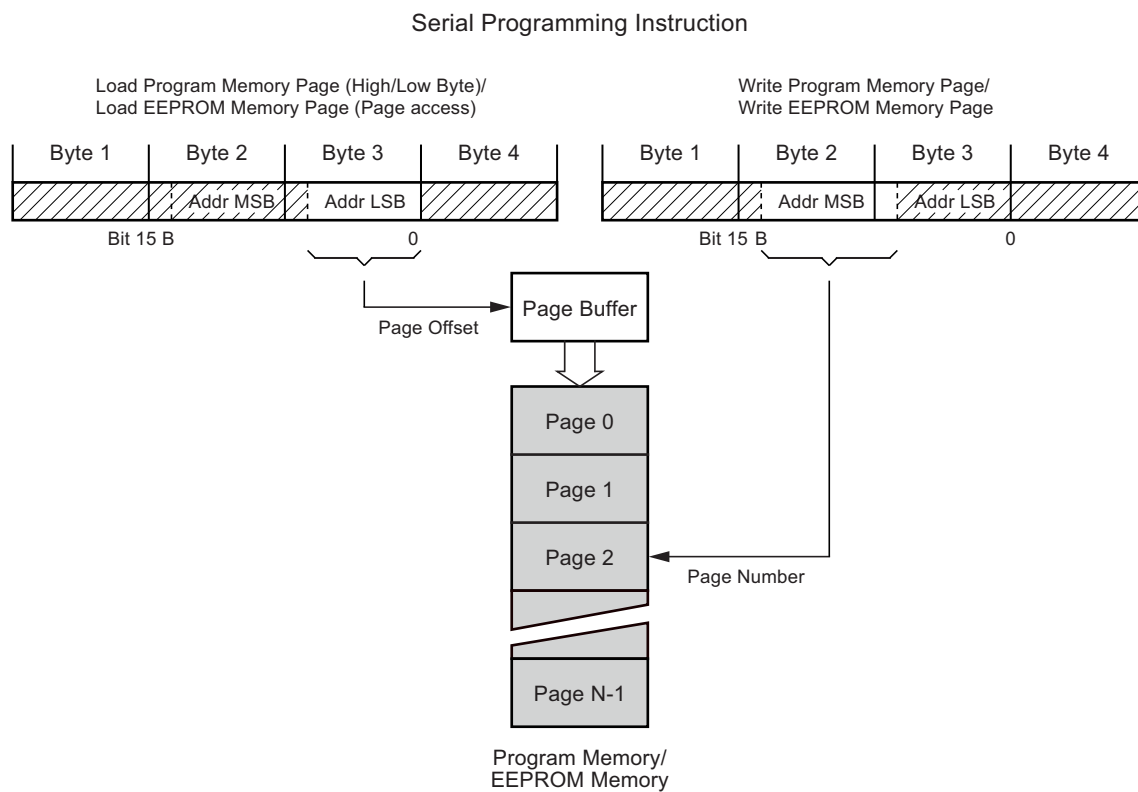 Serial Programming Instruction
Load Program Memory Page (High/Low Byte)/
Load EEPROM Memory Page (Page access)
Write Program Memory Page/
Write EEPROM Memory Page
Byte 1 Byte 2 Byte 3 Byte 4
Byte 1 Byte 2 Byte 3 Byte 4
Addr MSB Addr LSB
Addr MSB Addr LSB
Bit 15 B 0
Bit 15 B 0
Page Buffer
Page Offset
Page 0
Page 1
Page 2
Page Number
Page N-1
Program Memory/
EEPROM Memory